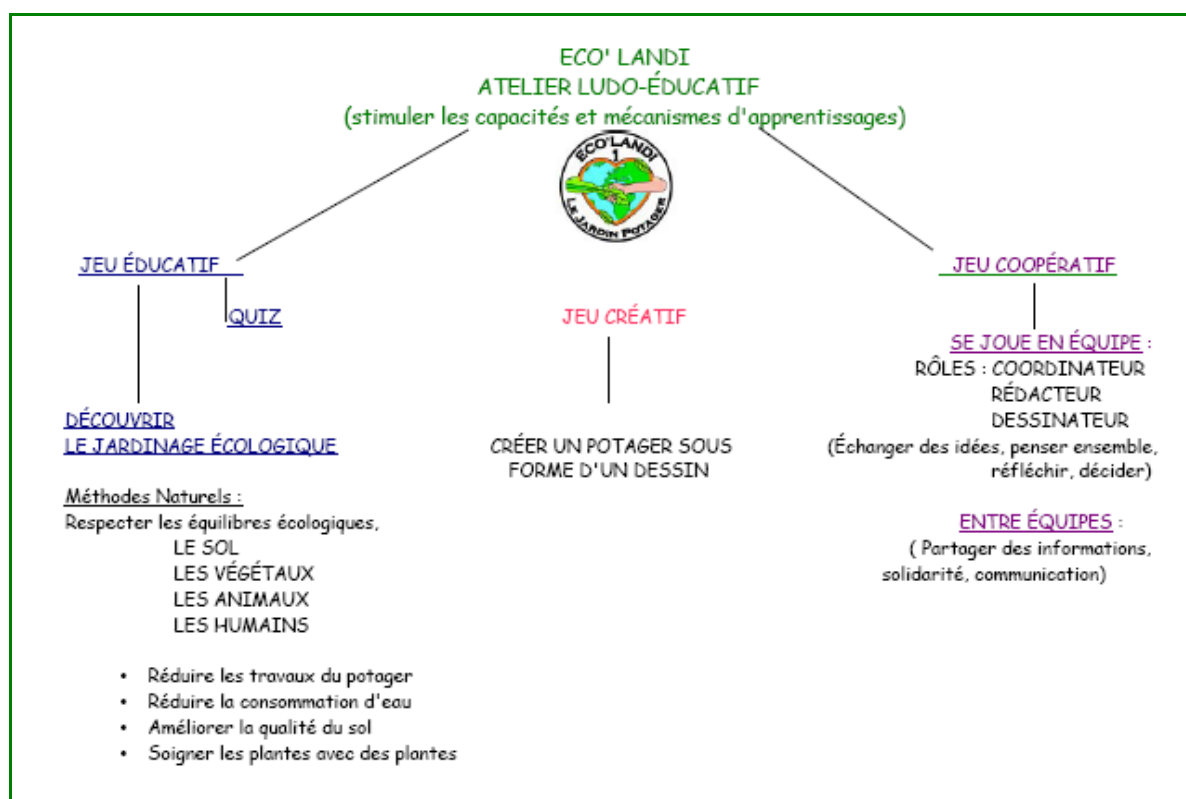 ECO' LANDI
ATELIER LUDO-ÉDUCATIF
(stimuler les capacités et mécanismes d'apprentissages)
ECO'LANDI
1
LE JARDIN POTAGER
JEU ÉDUCATIF
QUIZ
DÉCOUVRIR
LE JARDINAGE ÉCOLOGIQUE
Méthodes Naturels :
Respecter les équilibres écologiques,
LE SOL
LES VÉGÉTAUX
LES ANIMAUX
LES HUMAINS
• Réduire les travaux du potager
• Réduire la consommation d'eau
• Améliorer la qualité du sol
• Soigner les plantes avec des plantes
JEU CRÉATIF
CRÉER UN POTAGER SOUS
FORME D'UN DESSIN
JEU COOPÉRATIF
SE JOUE EN ÉQUIPE :
RÔLES : COORDINATEUR
RÉDACTEUR
DESSINATEUR
(Échanger des idées, penser ensemble,
réfléchir, décider)
ENTRE ÉQUIPES :
( Partager des informations,
solidarité, communication)